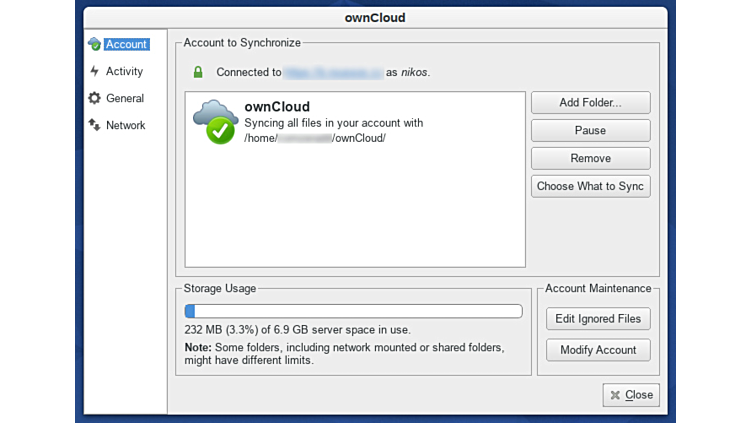 ownCloud
Account
Activity
General
Network
Account to Synchronize
Connected to as nikos.
ownCloud
Syncing all files in your account with
/home/ /ownCloud/
Add Folder...
Pause
Remove
Choose What to Sync
Storage Usage
232 MB (3.3%) of 6.9 GB server space in use.
Note: Some folders, including network mounted or shared folders,
might have different limits.
Account Maintenance
Edit Ignored Files
Modify Account
Close